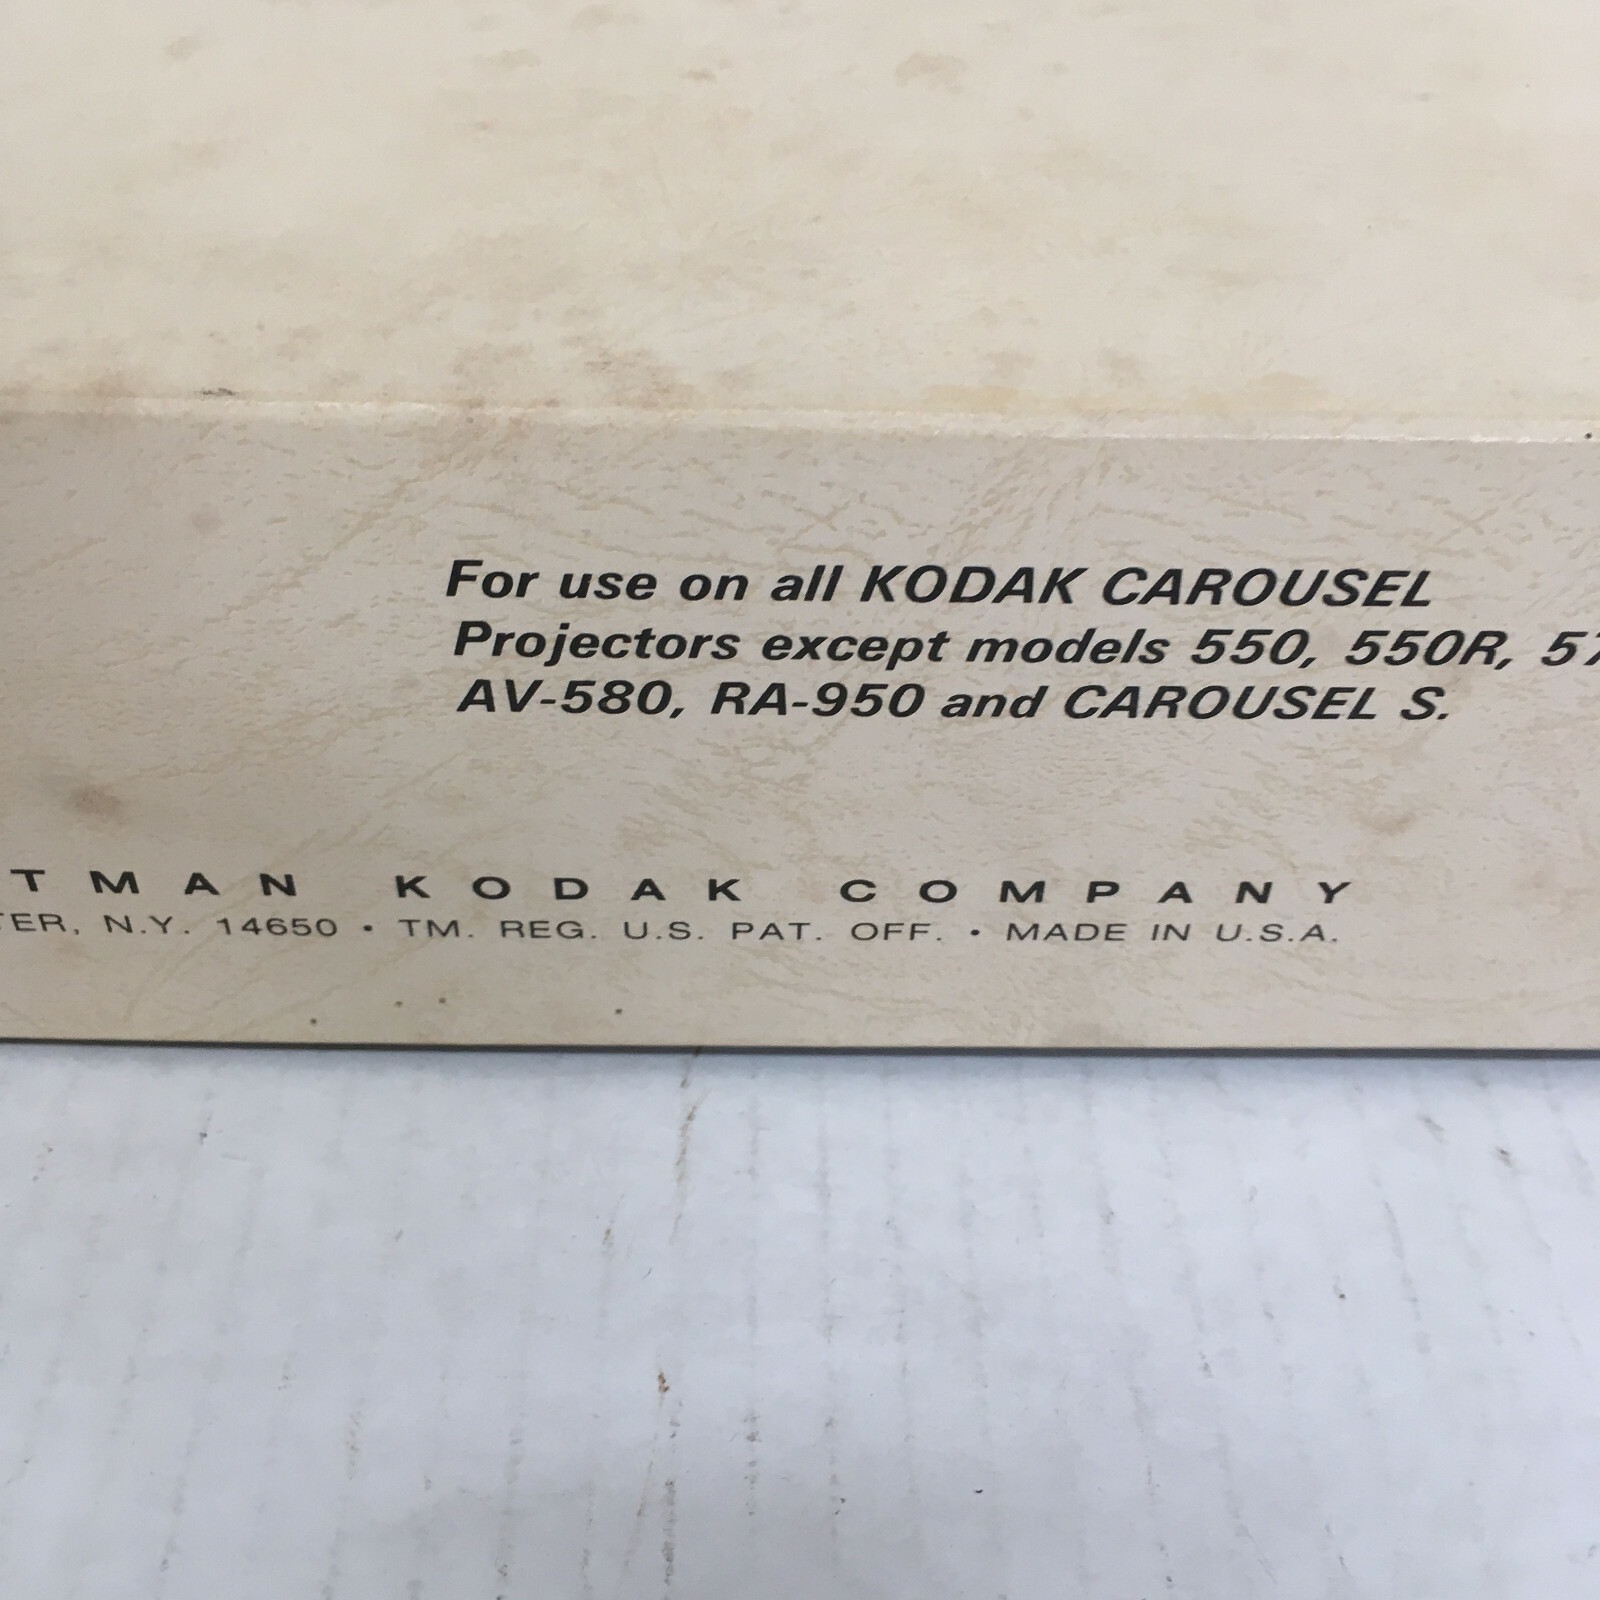 For use on all KODAK CAROUSEL
Projectors except models 550, 550R, 57
AV-580, RA-950 and CAROUSEL S.
TMAN KODAK COMPANY
TER, N.Y. 14650 • TM. REG. U.S. PAT. OFF. • MADE IN U.S.A.